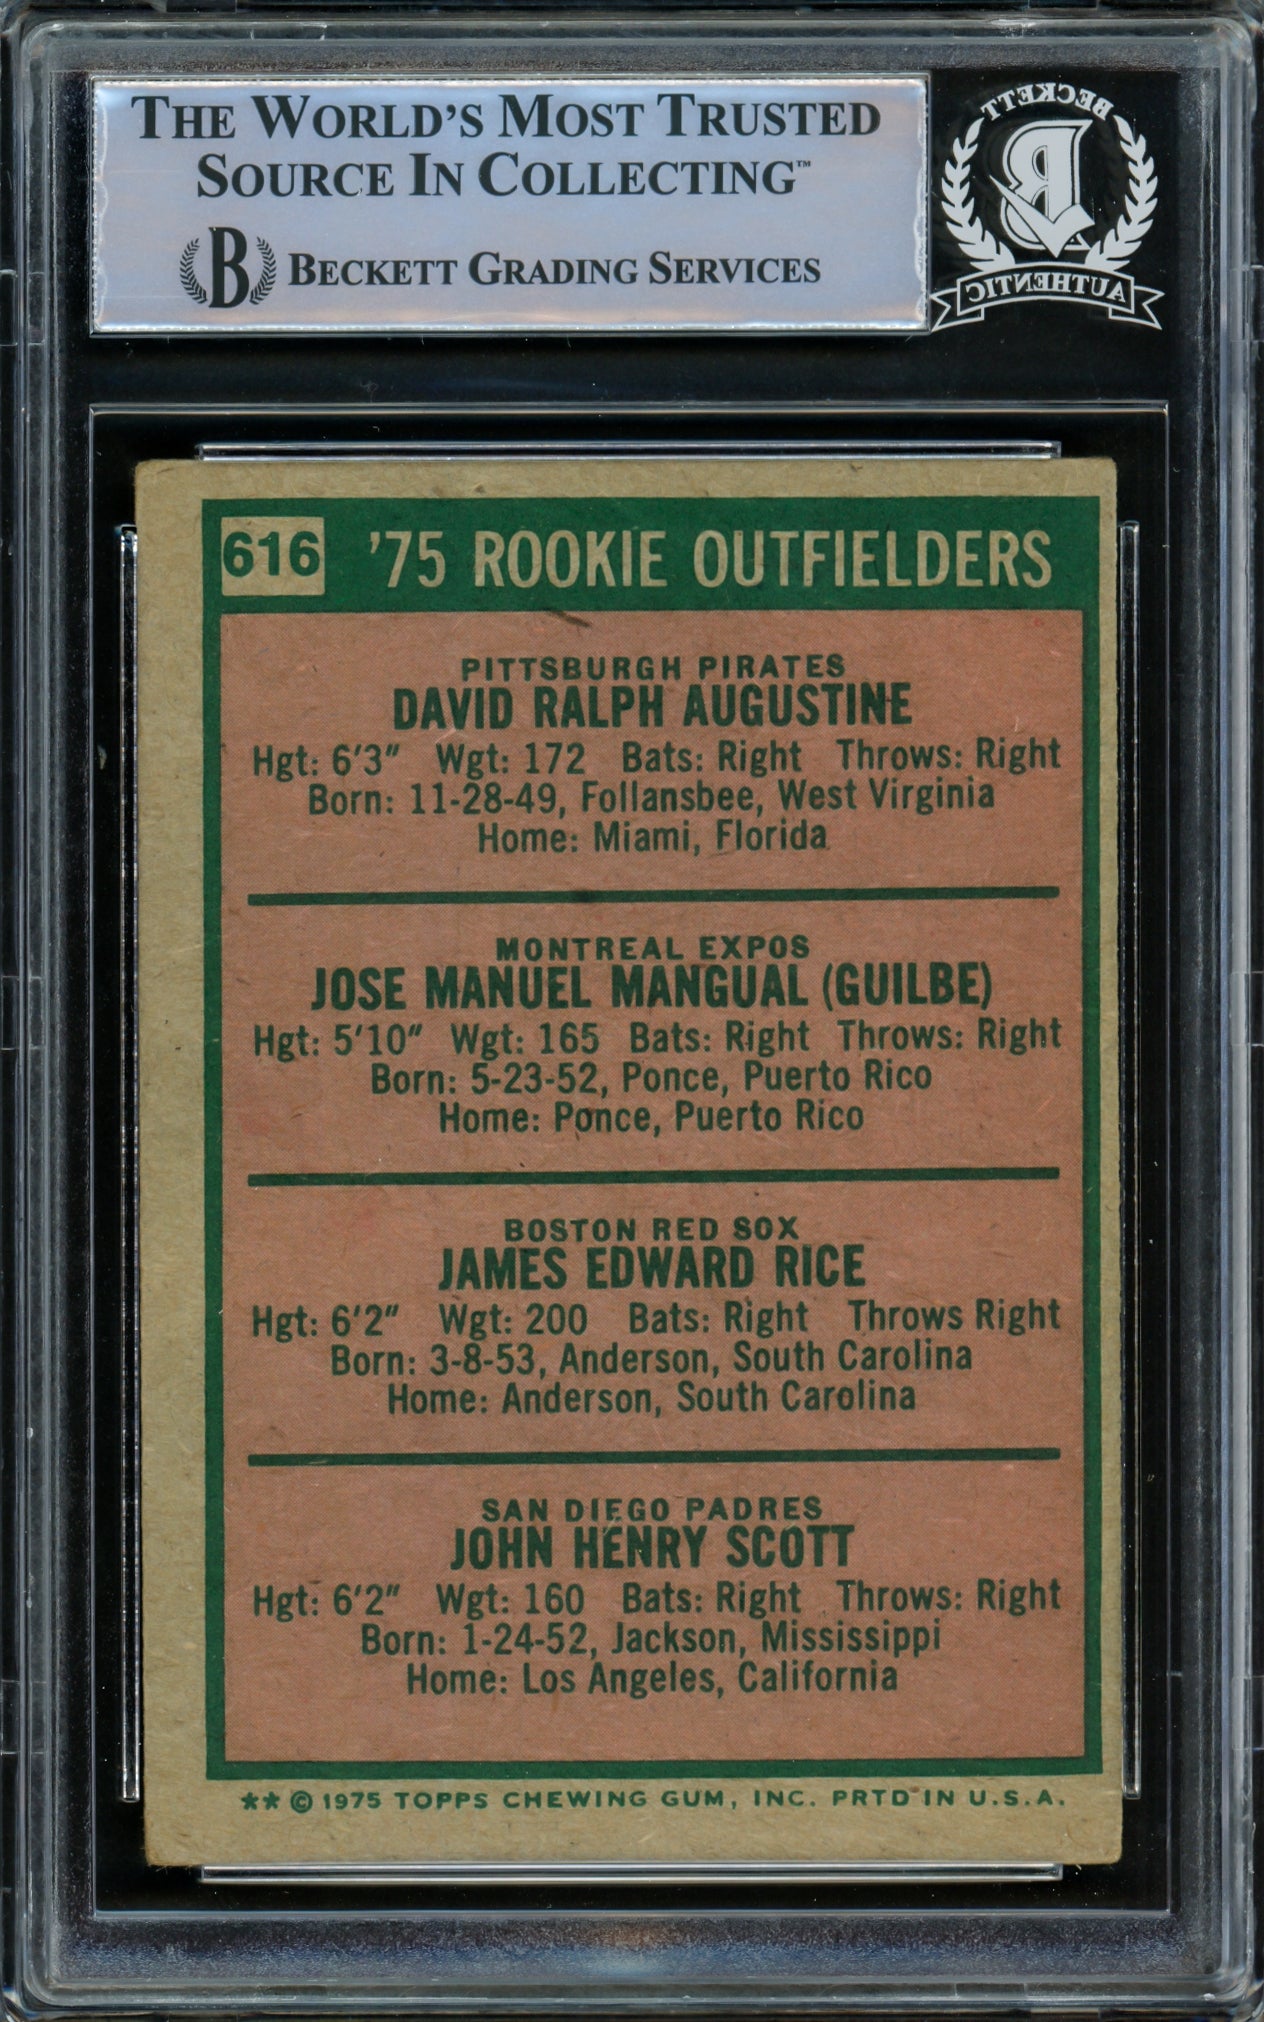 THE WORLD'S MOST TRUSTED
SOURCE IN COLLECTING™
B BECKETT GRADING SERVICES
BECKETT
B
AUTHENTIC
616 '75 ROOKIE OUTFIELDERS
PITTSBURGH PIRATES
DAVID RALPH AUGUSTINE
Hgt: 6'3" Wgt: 172 Bats: Right Throws: Right
Born: 11-28-49, Follansbee, West Virginia
Home: Miami, Florida
MONTREAL EXPOS
JOSE MANUEL MANGUAL (GUILBE)
Hgt: 5'10" Wgt: 165 Bats: Right Throws: Right
Born: 5-23-52, Ponce, Puerto Rico
Home: Ponce, Puerto Rico
BOSTON RED SOX
JAMES EDWARD RICE
Hgt: 6'2" Wgt: 200 Bats: Right Throws Right
Born: 3-8-53, Anderson, South Carolina
Home: Anderson, South Carolina
SAN DIEGO PADRES
JOHN HENRY SCOTT
Hgt: 6'2" Wgt: 160 Bats: Right Throws: Right
Born: 1-24-52, Jackson, Mississippi
Home: Los Angeles, California
** © 1975 TOPPS CHEWING GUM, INC. PRTD IN U.S.A.